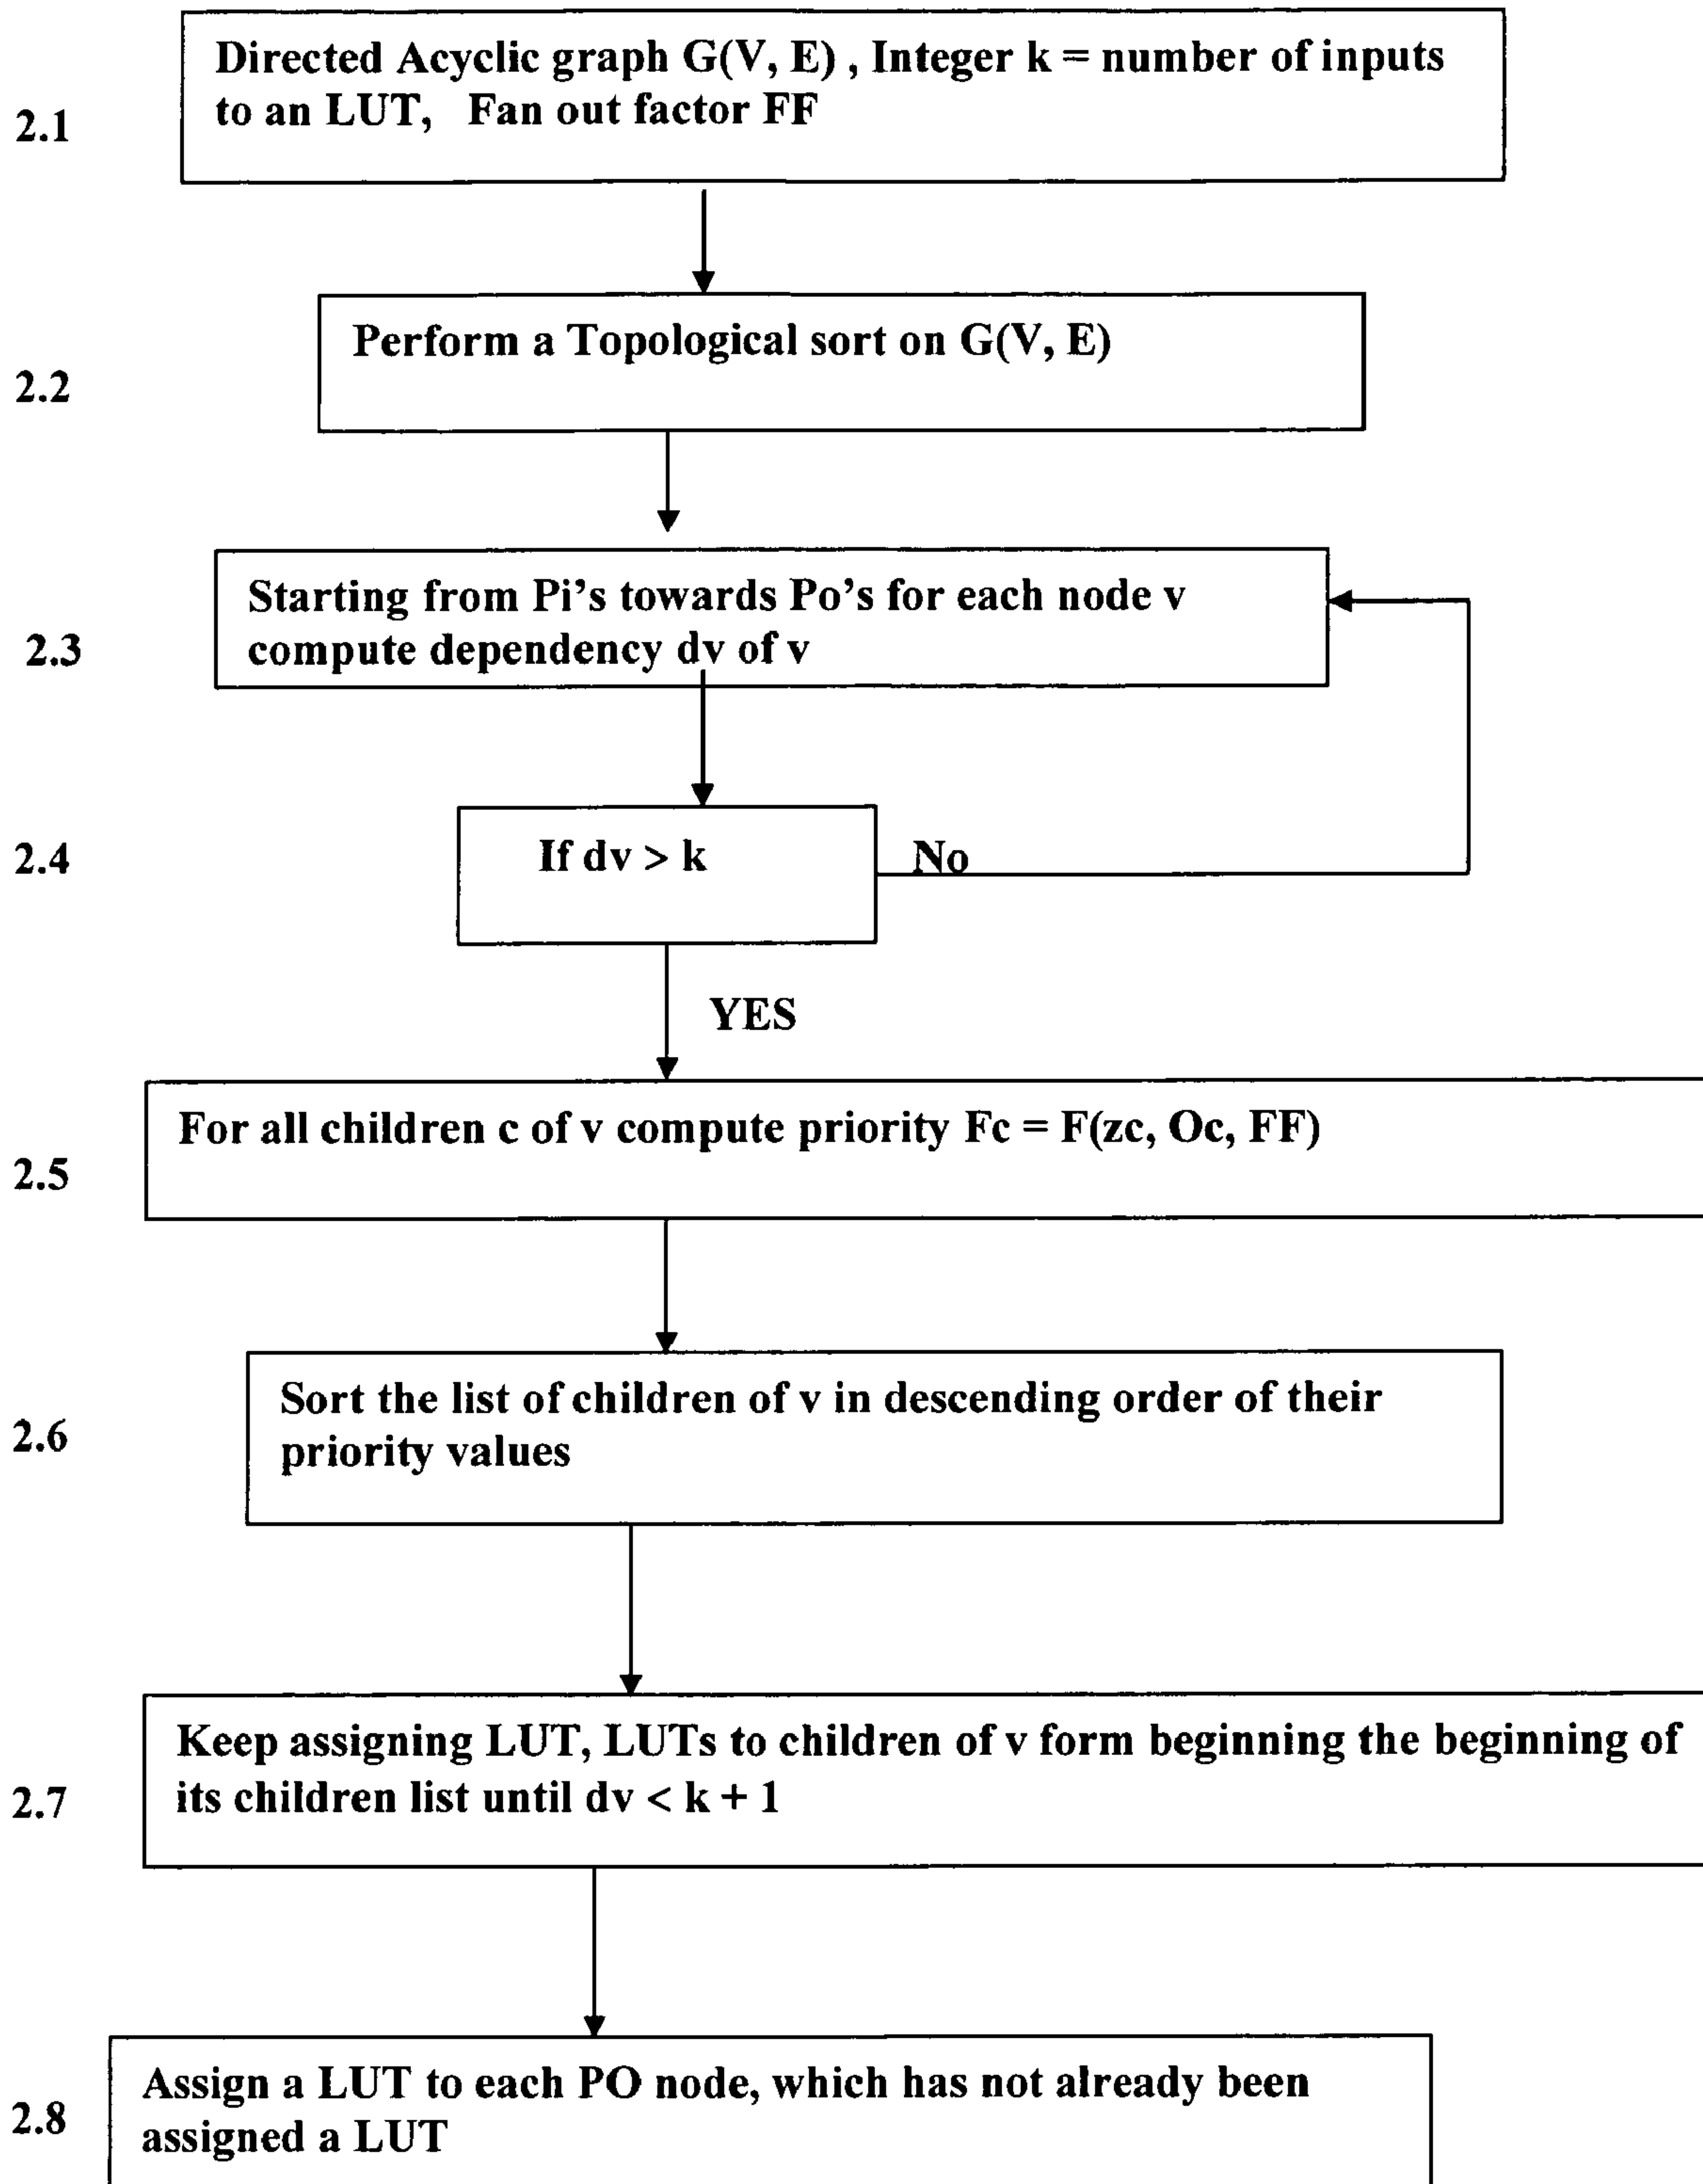 Directed Acyclic graph G(V, E) , Integer k = number of inputs
to an LUT, Fan out factor FF
2.1
Perform a Topological sort on G(V, E)
2.2
Starting from Pi's towards Po's for each node v
compute dependency dv of v
2.3
If dv > k
No
2.4
YES
For all children c of v compute priority Fc = F(zc, Oc, FF)
2.5
Sort the list of children of v in descending order of their
priority values
2.6
Keep assigning LUT, LUTs to children of v form beginning the beginning of
its children list until dv < k + 1
2.7
Assign a LUT to each PO node, which has not already been
assigned a LUT
2.8